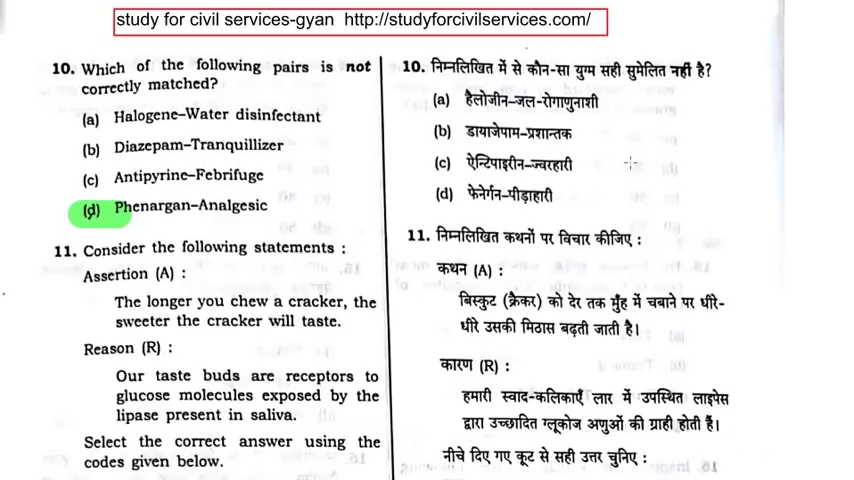 study for civil services-gyan http://studyforcivilservices.com/
10. Which of the following pairs is not
correctly matched?
(a) Halogene–Water disinfectant
(b) Diazepam–Tranquillizer
(c) Antipyrine–Febrifuge
(d) Phenargan–Analgesic
11. Consider the following statements :
Assertion (A) :
The longer you chew a cracker, the
sweeter the cracker will taste.
Reason (R) :
Our taste buds are receptors to
glucose molecules exposed by the
lipase present in saliva.
Select the correct answer using the
codes given below.
10. निम्नलिखित में से कौन-सा युग्म सही सुमेलित नहीं है?
(a) हैलोजीन–जल-रोगाणुनाशी
(b) डायाजेपाम–प्रशान्तक
(c) ऐन्टिपाइरीन–ज्वरहारी
(d) फेनेर्गन–पीड़ाहारी
11. निम्नलिखित कथनों पर विचार कीजिए :
कथन (A) :
बिस्कुट (क्रैकर) को देर तक मुँह में चबाने पर धीरे-
धीरे उसकी मिठास बढ़ती जाती है।
कारण (R) :
हमारी स्वाद-कलिकाएँ लार में उपस्थित लाइपेस
द्वारा उच्छादित ग्लूकोज अणुओं की ग्राही होती हैं।
नीचे दिए गए कूट से सही उत्तर चुनिए :